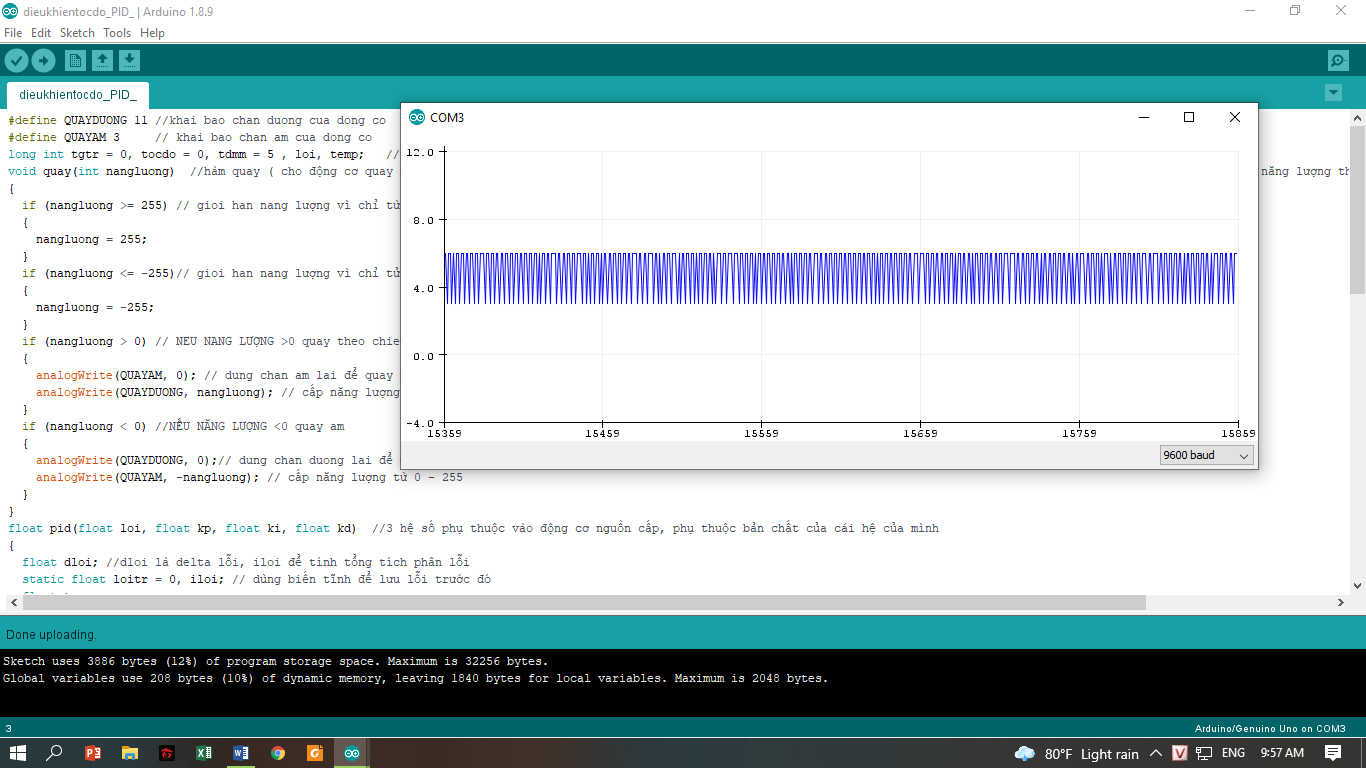 dieukhientocdo_PID_ | Arduino 1.8.9
File Edit Sketch Tools Help
dieukhientocdo_PID_
#define QUAYDUONG 11 //khai bao chan duong cua dong co
#define QUAYAM 3 // khai bao chan am cua dong co
long int tgtr = 0, tocdo = 0, tdmm = 5 , loi, temp; //
void quay(int nangluong) //hàm quay ( cho động cơ quay năng lượng th
{
if (nangluong >= 255) // gioi han nang lượng vì chỉ từ
{
nangluong = 255;
}
if (nangluong <= -255)// gioi han nang lượng vì chỉ từ
{
nangluong = -255;
}
if (nangluong > 0) // NEU NANG LƯỢNG >0 quay theo chie
{
analogWrite(QUAYAM, 0); // dung chan am lai để quay
analogWrite(QUAYDUONG, nangluong); // cấp năng lượng
}
if (nangluong < 0) //NẾU NĂNG LƯỢNG <0 quay am
{
analogWrite(QUAYDUONG, 0);// dung chan duong lai để
analogWrite(QUAYAM, -nangluong); // cấp năng lượng từ 0 - 255
}
}
float pid(float loi, float kp, float ki, float kd) //3 hệ số phụ thuộc vào động cơ nguồn cấp, phụ thuộc bản chất của cái hệ của mình
{
float dloi; //dloi là delta lỗi, iloi để tính tổng tích phân lỗi
static float loitr = 0, iloi; // dùng biến tĩnh để lưu lỗi trước đó
COM3
12.0
8.0
4.0
0.0
-4.0
15359 15459 15559 15659 15759 15859
9600 baud
Done uploading.
Sketch uses 3886 bytes (12%) of program storage space. Maximum is 32256 bytes.
Global variables use 208 bytes (10%) of dynamic memory, leaving 1840 bytes for local variables. Maximum is 2048 bytes.
3 Arduino/Genuino Uno on COM3
80°F Light rain ENG 9:57 AM